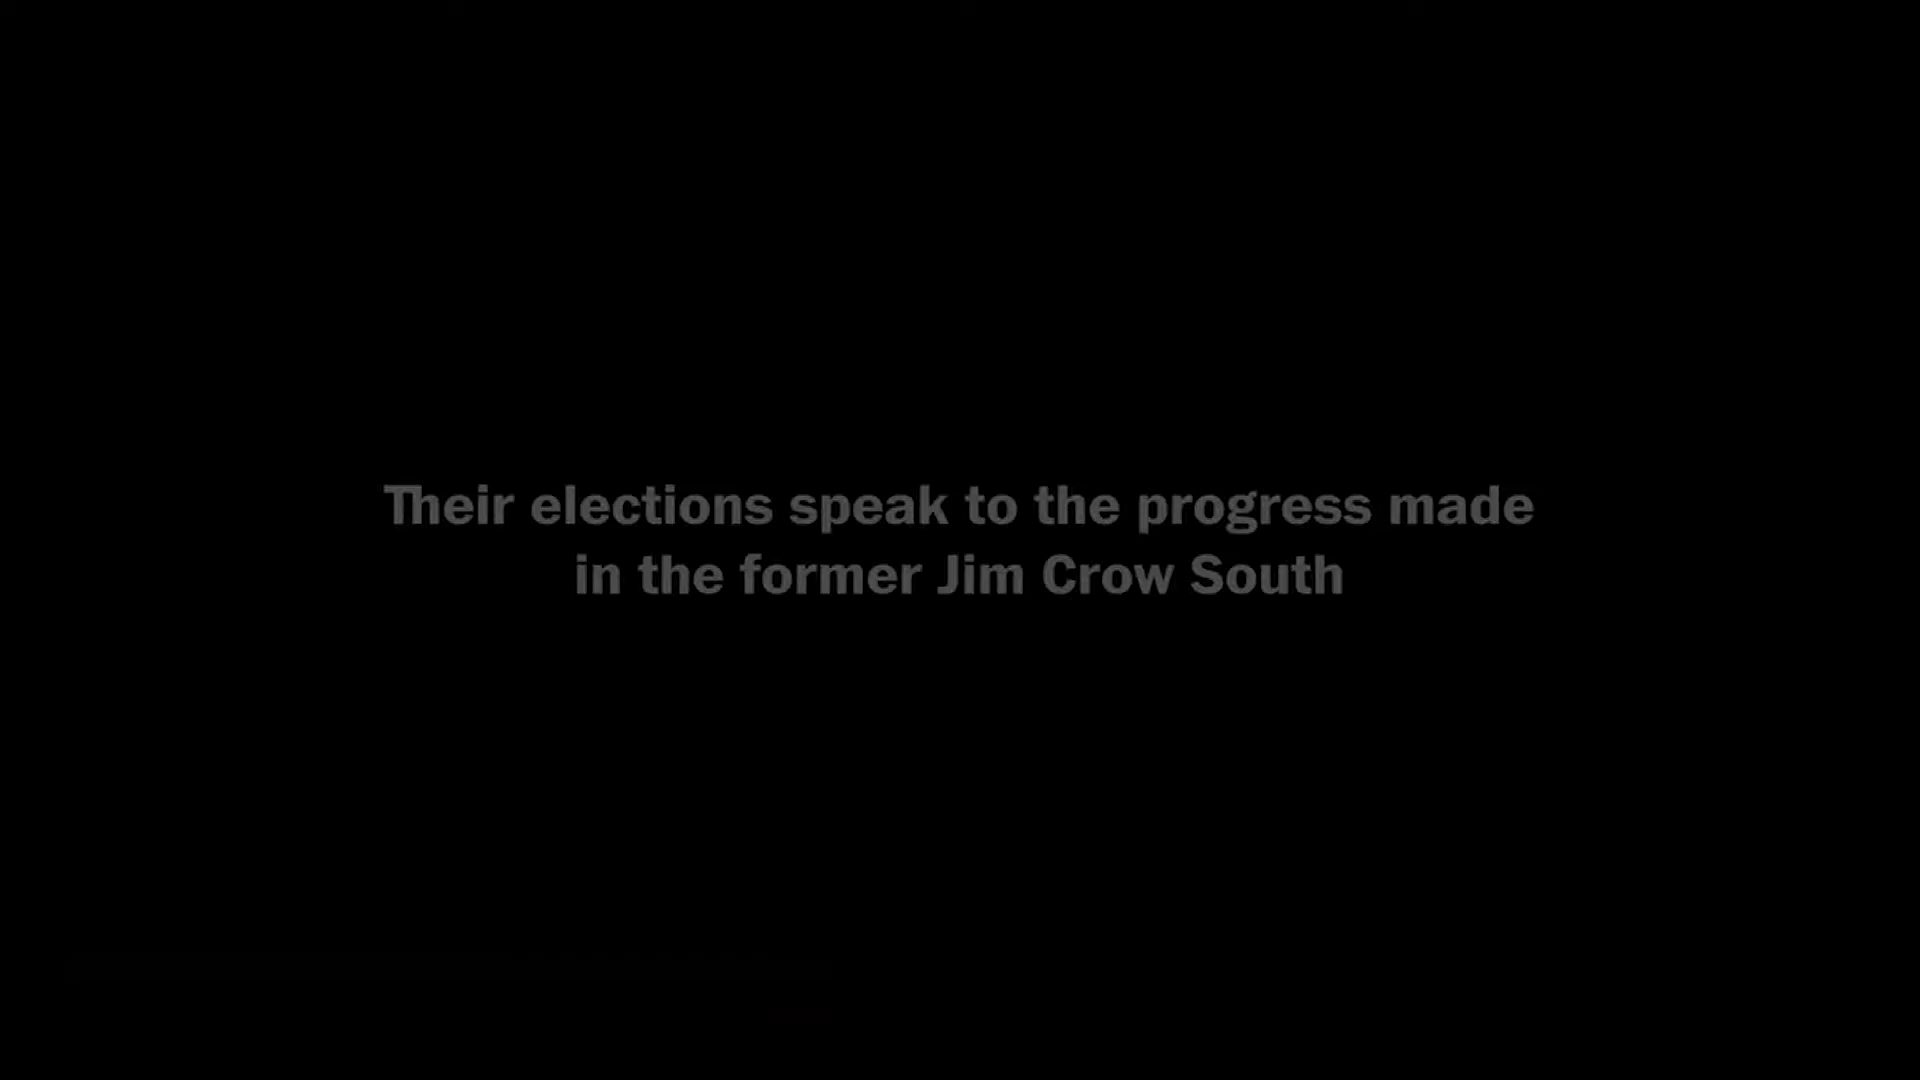 Their elections speak to the progress made
in the former Jim Crow South